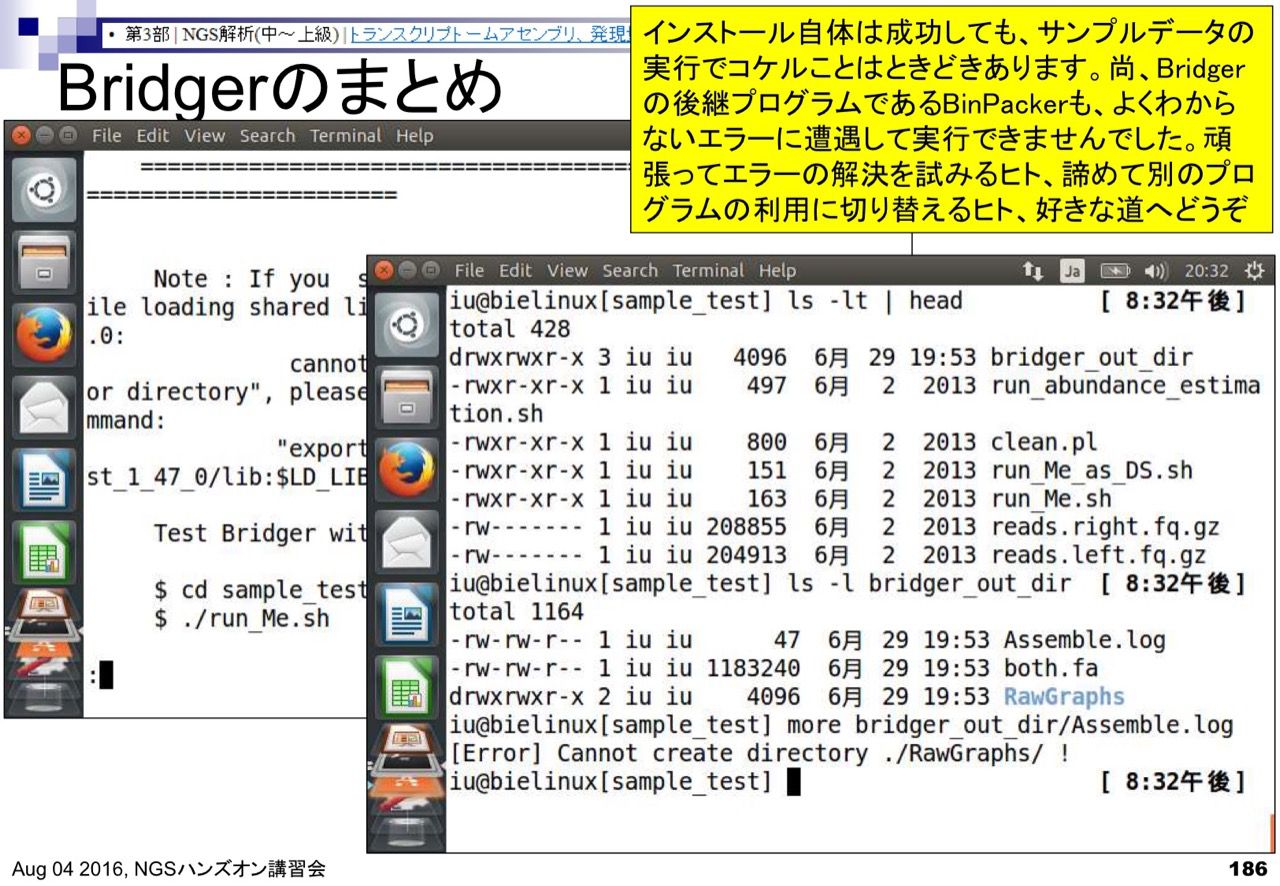 • 第3部 | NGS解析(中～上級) | トランスクリプトームアセンブリ、発現
Bridgerのまとめ
インストール自体は成功しても、サンプルデータの
実行でコケルことはときどきあります。尚、Bridger
の後継プログラムであるBinPackerも、よくわから
ないエラーに遭遇して実行できませんでした。頑
張ってエラーの解決を試みるヒト、諦めて別のプロ
グラムの利用に切り替えるヒト、好きな道へどうぞ
File Edit View Search Terminal Help
=====================================
=======================
Note : If you s
ile loading shared li
.0:
cannot
or directory", please
mmand:
"export
st_1_47_0/lib:$LD_LIB
Test Bridger wit
$ cd sample_test
$ ./run_Me.sh
:
File Edit View Search Terminal Help Ja 20:32
iu@bielinux[sample_test] ls -lt | head [ 8:32午後]
total 428
drwxrwxr-x 3 iu iu 4096 6月 29 19:53 bridger_out_dir
-rwxr-xr-x 1 iu iu 497 6月 2 2013 run_abundance_estima
tion.sh
-rwxr-xr-x 1 iu iu 800 6月 2 2013 clean.pl
-rwxr-xr-x 1 iu iu 151 6月 2 2013 run_Me_as_DS.sh
-rwxr-xr-x 1 iu iu 163 6月 2 2013 run_Me.sh
-rw------- 1 iu iu 208855 6月 2 2013 reads.right.fq.gz
-rw------- 1 iu iu 204913 6月 2 2013 reads.left.fq.gz
iu@bielinux[sample_test] ls -l bridger_out_dir [ 8:32午後]
total 1164
-rw-rw-r-- 1 iu iu 47 6月 29 19:53 Assemble.log
-rw-rw-r-- 1 iu iu 1183240 6月 29 19:53 both.fa
drwxrwxr-x 2 iu iu 4096 6月 29 19:53 RawGraphs
iu@bielinux[sample_test] more bridger_out_dir/Assemble.log
[Error] Cannot create directory ./RawGraphs/ !
iu@bielinux[sample_test] [ 8:32午後]
Aug 04 2016, NGSハンズオン講習会
186